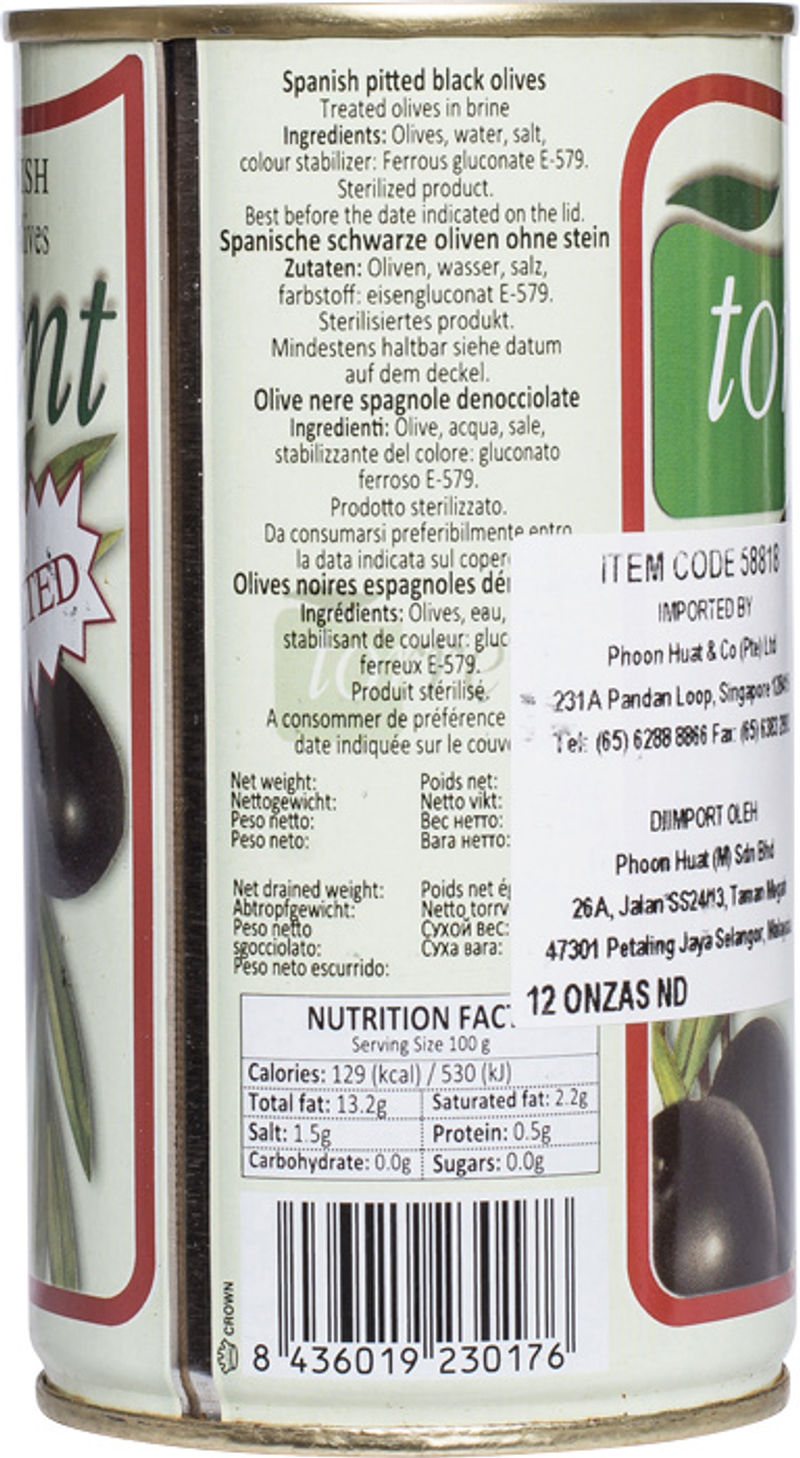 ISH
ives
nt
TED
Spanish pitted black olives
Treated olives in brine
Ingredients: Olives, water, salt,
colour stabilizer: Ferrous gluconate E-579.
Sterilized product.
Best before the date indicated on the lid.
Spanische schwarze oliven ohne stein
Zutaten: Oliven, wasser, salz,
farbstoff: eisengluconat E-579.
Sterilisiertes produkt.
Mindestens haltbar siehe datum
auf dem deckel.
Olive nere spagnole denocciolate
Ingredienti: Olive, acqua, sale,
stabilizzante del colore: gluconato
ferroso E-579.
Prodotto sterilizzato.
Da consumarsi preferibilmente entro
la data indicata sul coper
Olives noires espagnoles dé
Ingrédients: Olives, eau,
stabilisant de couleur: gluc
ferreux E-579.
Produit stérilisé.
A consommer de préférence
date indiquée sur le couv
Net weight: Poids net:
Nettogewicht: Netto vikt:
Peso netto: Вес нетто:
Peso neto: Вага нетто:
Net drained weight: Poids net é
Abtropfgewicht: Netto torrv
Peso netto Сухой вес:
sgocciolato: Суха вага:
Peso neto escurrido:
NUTRITION FACT
Serving Size 100 g
Calories: 129 (kcal) / 530 (kJ)
Total fat: 13.2g Saturated fat: 2.2g
Salt: 1.5g Protein: 0.5g
Carbohydrate: 0.0g Sugars: 0.0g
CROWN
8 436019 230176
to
ITEM CODE 58818
IMPORTED BY
Phoon Huat & Co (Pte) Ltd
231A Pandan Loop, Singapore
Tel: (65) 6288 8866 Fax: (65)
DIIMPORT OLEH
Phoon Huat (M) Sdn Bhd
26A, Jalan SS24/13, Taman
47301 Petaling Jaya Selangor,
12 ONZAS ND